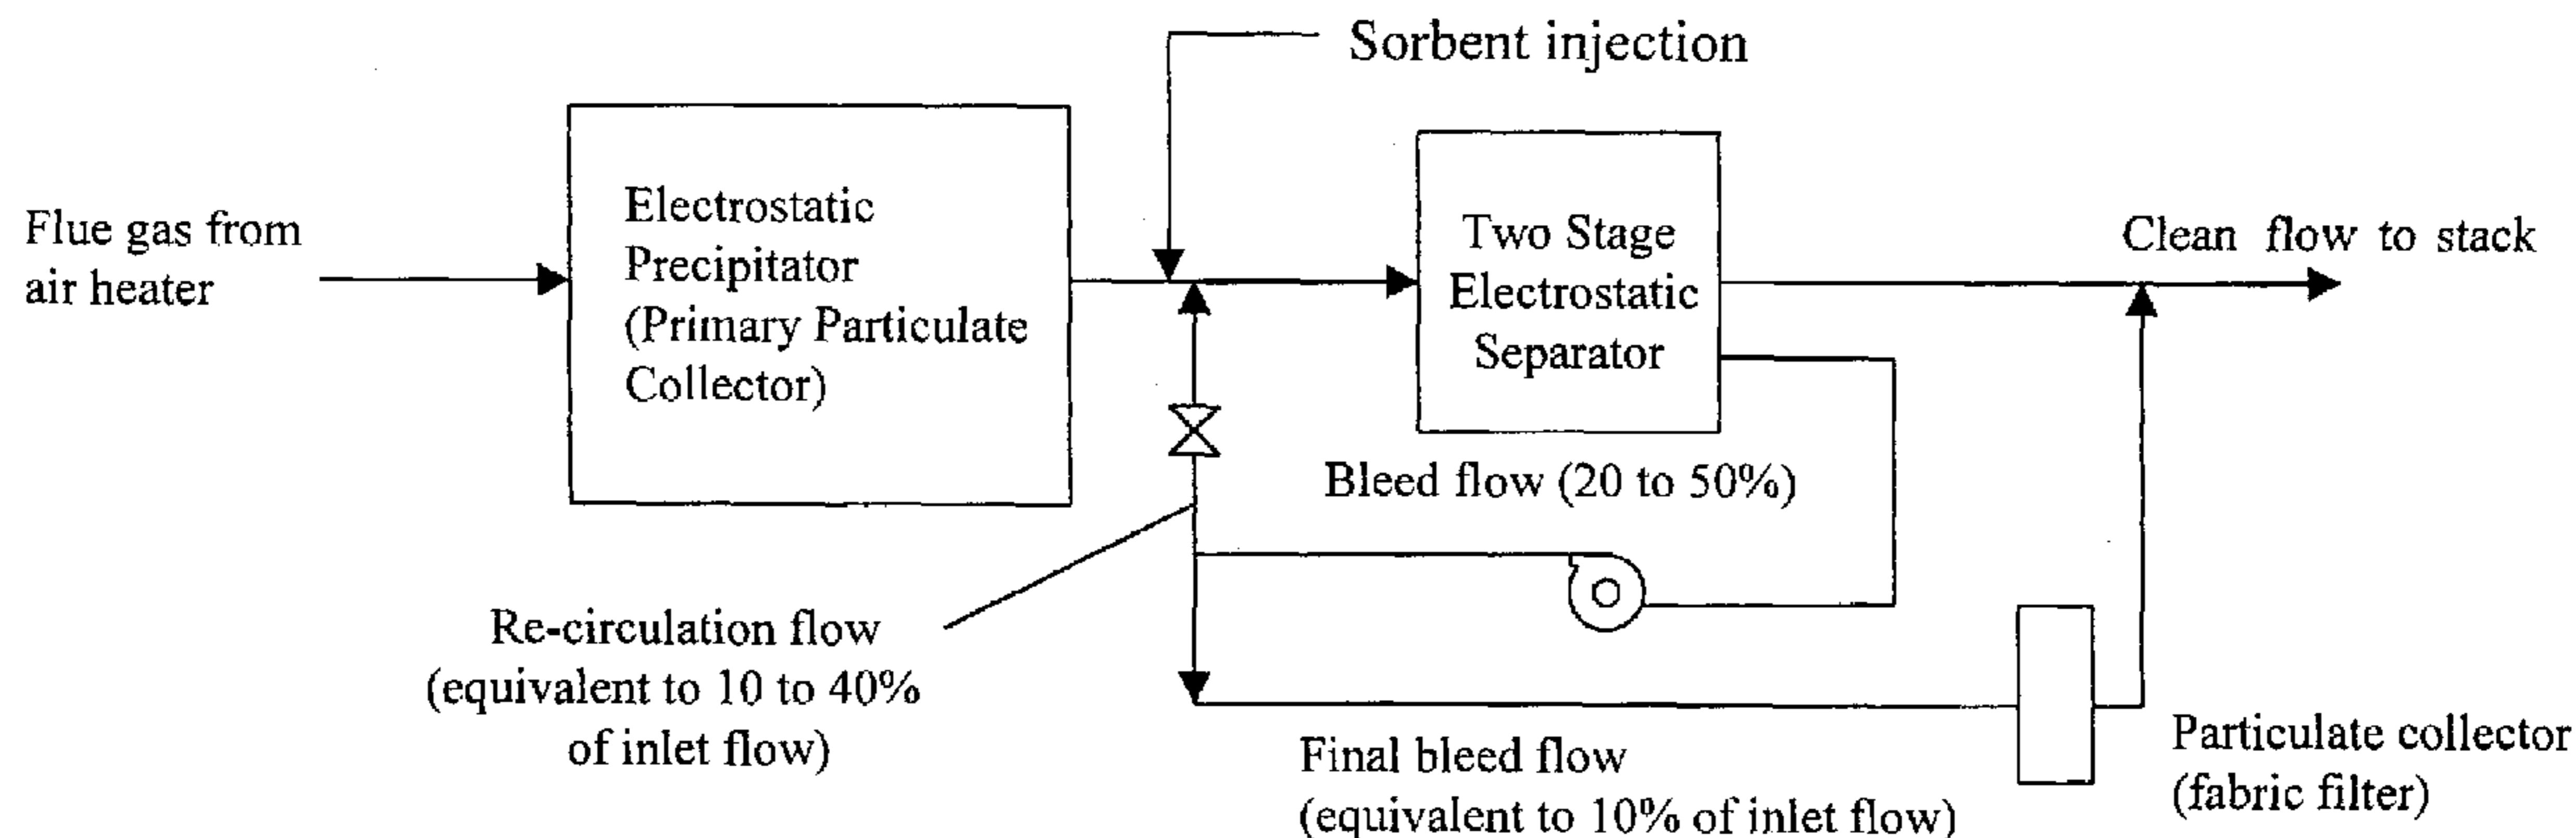 Sorbent injection
Flue gas from
air heater
Electrostatic
Precipitator
(Primary Particulate
Collector)
Two Stage
Electrostatic
Separator
Clean flow to stack
Bleed flow (20 to 50%)
Re-circulation flow
(equivalent to 10 to 40%
of inlet flow)
Final bleed flow
(equivalent to 10% of inlet flow)
Particulate collector
(fabric filter)